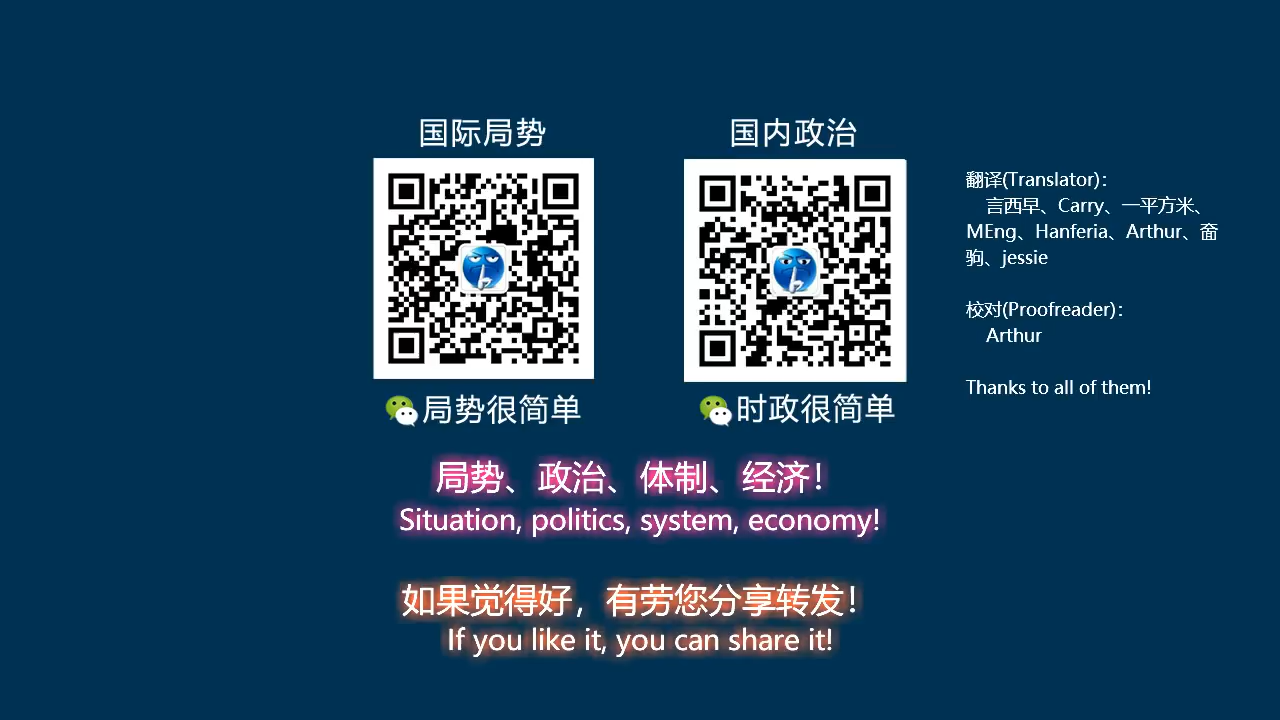 国际局势
国内政治
局势很简单
时政很简单
翻译(Translator)：
言西早、Carry、一平方米、
MEng、Hanferia、Arthur、奤
驹、jessie
校对(Proofreader)：
Arthur
Thanks to all of them!
局势、政治、体制、经济！
Situation, politics, system, economy!
如果觉得好，有劳您分享转发！
If you like it, you can share it!